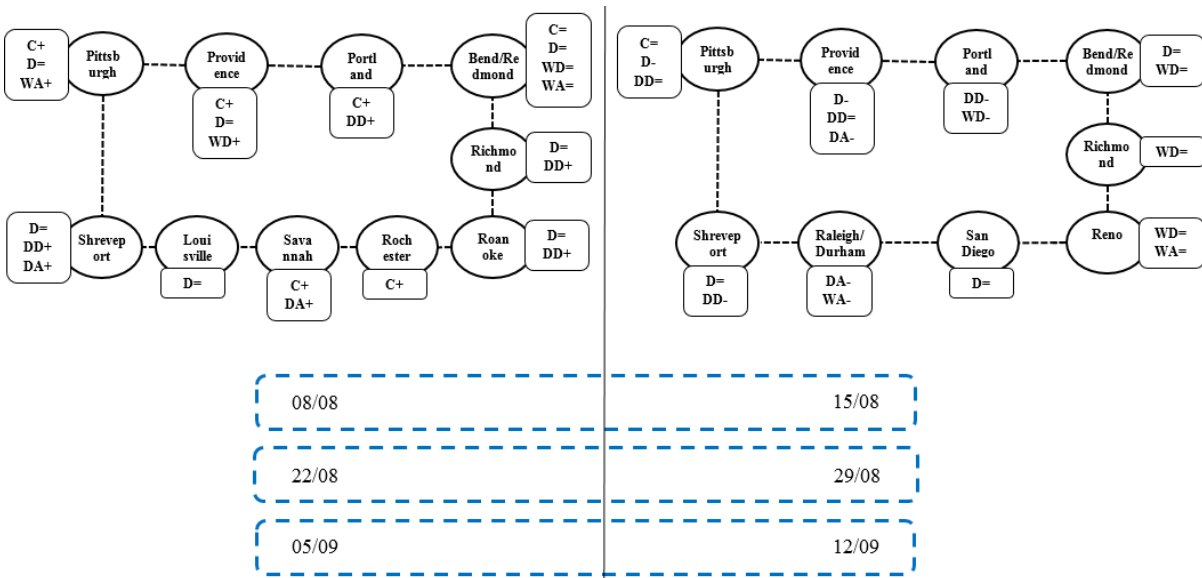 C+
D=
WA+
Pittsb
urgh
Provid
ence
C+
D=
WD+
Portl
and
C+
DD+
Bend/Re
dmond
C=
D=
WD=
WA=
Richmo
nd
D=
DD+
D=
DD+
DA+
Shrevep
ort
Loui
sville
D=
Sava
nnah
C+
DA+
Roch
ester
C+
Roan
oke
D=
DD+
C=
D-
DD=
Pittsb
urgh
Providence
D-
DD=
DA-
Portl
and
DD-
WD-
Bend/Re
dmond
D=
WD=
Richmo
nd
WD=
Shrevep
ort
D=
DD-
Raleigh/
Durham
DA-
WA-
San
Diego
D=
Reno
WD=
WA=
08/08
15/08
22/08
29/08
05/09
12/09